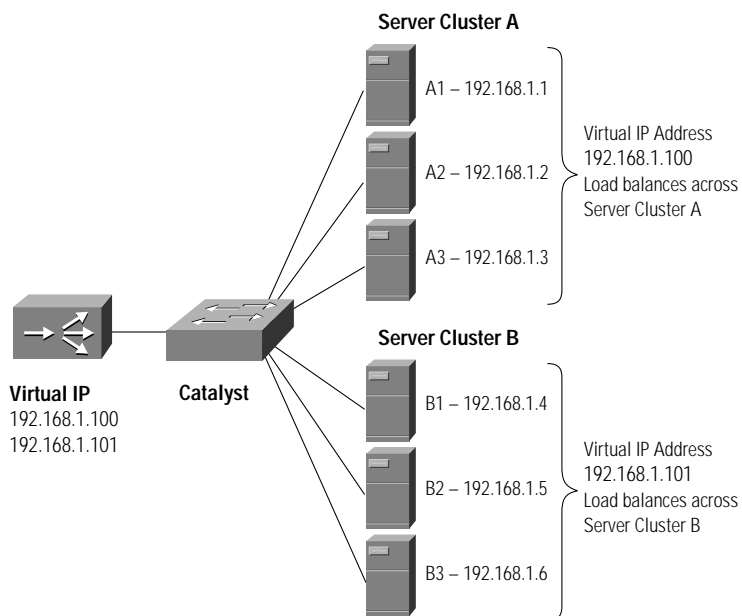 Server Cluster A
A1 – 192.168.1.1
A2 – 192.168.1.2
A3 – 192.168.1.3
Virtual IP Address
192.168.1.100
Load balances across
Server Cluster A
Virtual IP
192.168.1.100
192.168.1.101
Catalyst
Server Cluster B
B1 – 192.168.1.4
B2 – 192.168.1.5
B3 – 192.168.1.6
Virtual IP Address
192.168.1.101
Load balances across
Server Cluster B